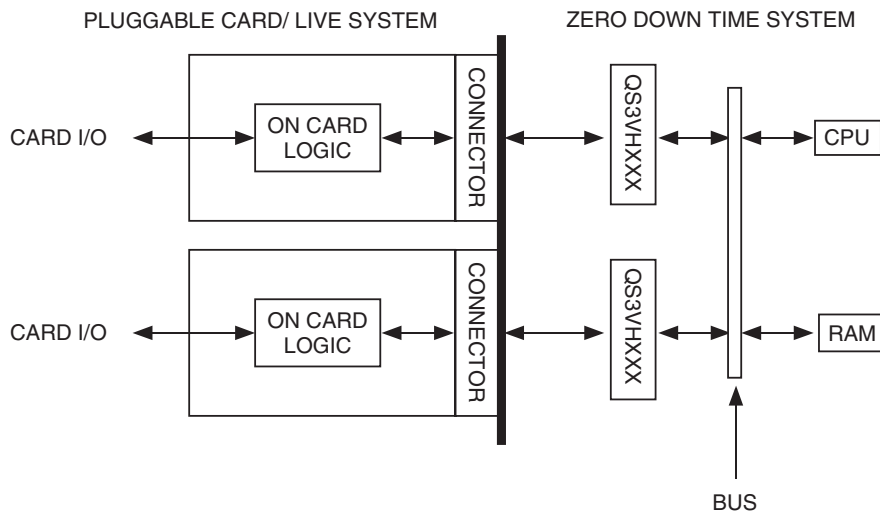 PLUGGABLE CARD/ LIVE SYSTEM
ZERO DOWN TIME SYSTEM
CARD I/O
ON CARD
LOGIC
CONNECTOR
QS3VHXXX
CPU
CARD I/O
ON CARD
LOGIC
CONNECTOR
QS3VHXXX
RAM
BUS